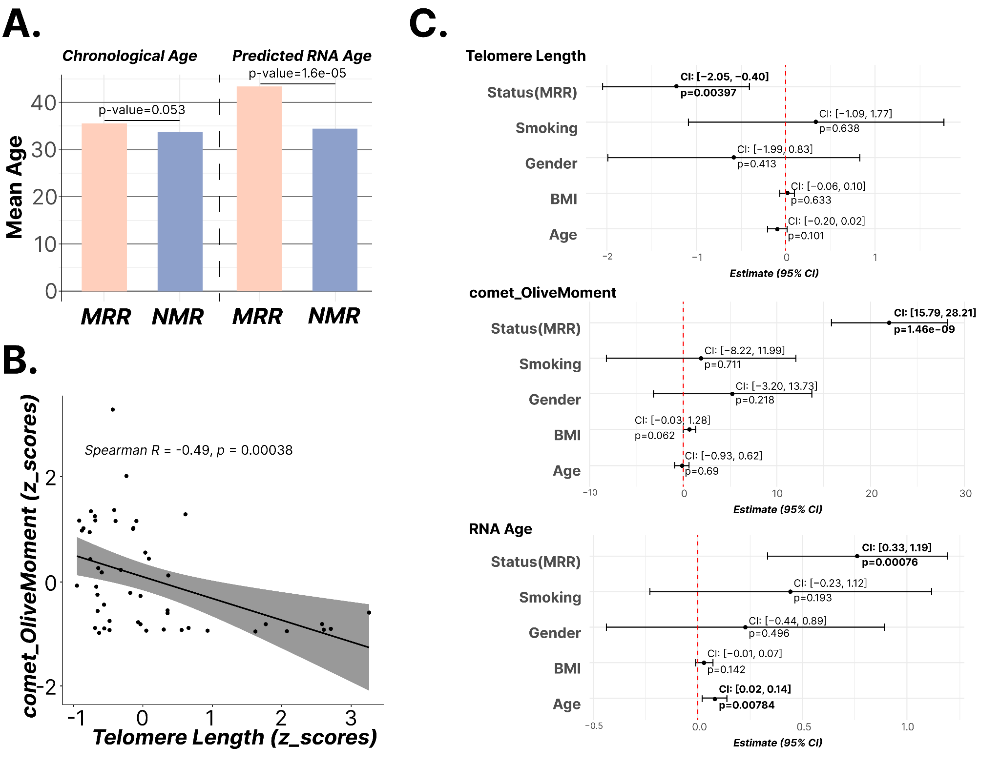 A.
Chronological Age
Predicted RNA Age
p-value=1.6e-05
p-value=0.053
Mean Age
40
30
20
10
0
MRR
NMR
MRR
NMR
B.
comet_OliveMoment (z_scores)
Spearman R = -0.49, p = 0.00038
2
0
-2
-1
0
1
2
3
Telomere Length (z_scores)
C.
Telomere Length
Status(MRR)
CI: [−2.05, −0.40]
p=0.00397
Smoking
CI: [−1.09, 1.77]
p=0.638
Gender
CI: [−1.99, 0.83]
p=0.413
BMI
CI: [−0.06, 0.10]
p=0.633
Age
CI: [−0.20, 0.02]
p=0.101
−2
−1
0
1
Estimate (95% CI)
comet_OliveMoment
Status(MRR)
CI: [15.79, 28.21]
p=1.46e−09
Smoking
CI: [−8.22, 11.99]
p=0.711
Gender
CI: [−3.20, 13.73]
p=0.218
BMI
CI: [−0.03, 1.28]
p=0.062
Age
CI: [−0.93, 0.62]
p=0.69
−10
0
10
20
30
Estimate (95% CI)
RNA Age
Status(MRR)
CI: [0.33, 1.19]
p=0.00076
Smoking
CI: [−0.23, 1.12]
p=0.193
Gender
CI: [−0.44, 0.89]
p=0.496
BMI
CI: [−0.01, 0.07]
p=0.142
Age
CI: [0.02, 0.14]
p=0.00784
−0.5
0.0
0.5
1.0
Estimate (95% CI)